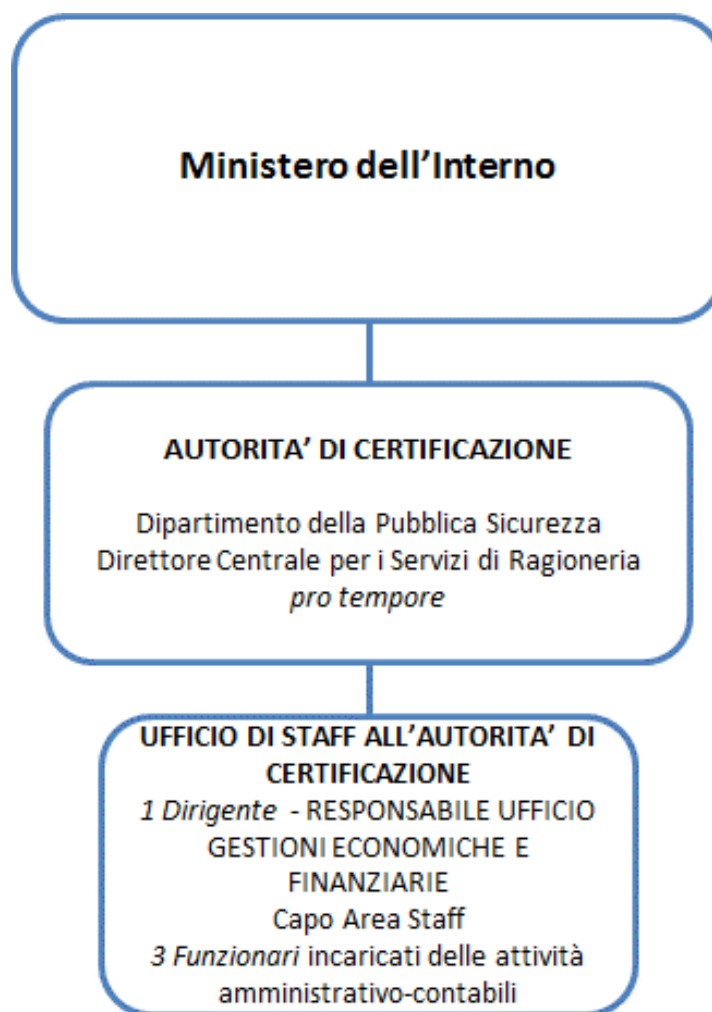 Ministero dell’Interno
AUTORITA’ DI CERTIFICAZIONE
Dipartimento della Pubblica Sicurezza
Direttore Centrale per i Servizi di Ragioneria
pro tempore
UFFICIO DI STAFF ALL’AUTORITA’ DI
CERTIFICAZIONE
1 Dirigente - RESPONSABILE UFFICIO
GESTIONI ECONOMICHE E
FINANZIARIE
Capo Area Staff
3 Funzionari incaricati delle attività
amministrativo-contabili